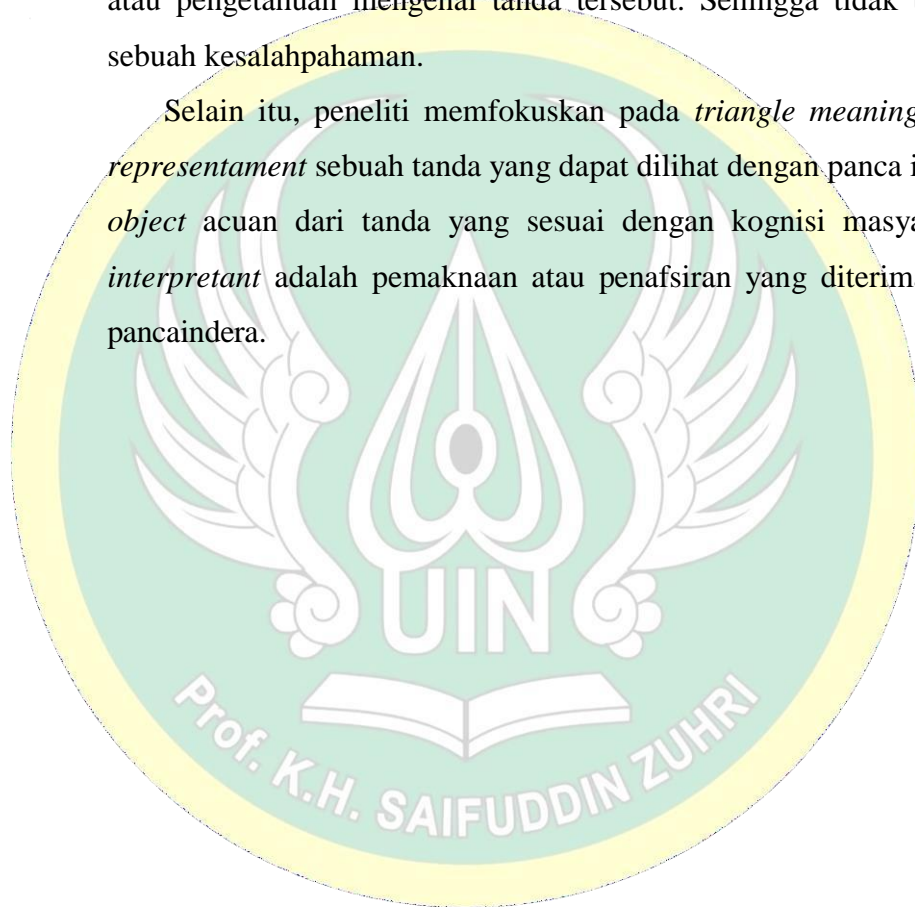 atau pengetahuan mengenai tanda tersebut. Sehingga tidak
sebuah kesalahpahaman.
Selain itu, peneliti memfokuskan pada triangle meaning
representament sebuah tanda yang dapat dilihat dengan panca
object acuan dari tanda yang sesuai dengan kognisi
interpretant adalah pemaknaan atau penafsiran yang
pancaindera.
UIN
Prof. K.H. SAIFUDDIN ZUHRI